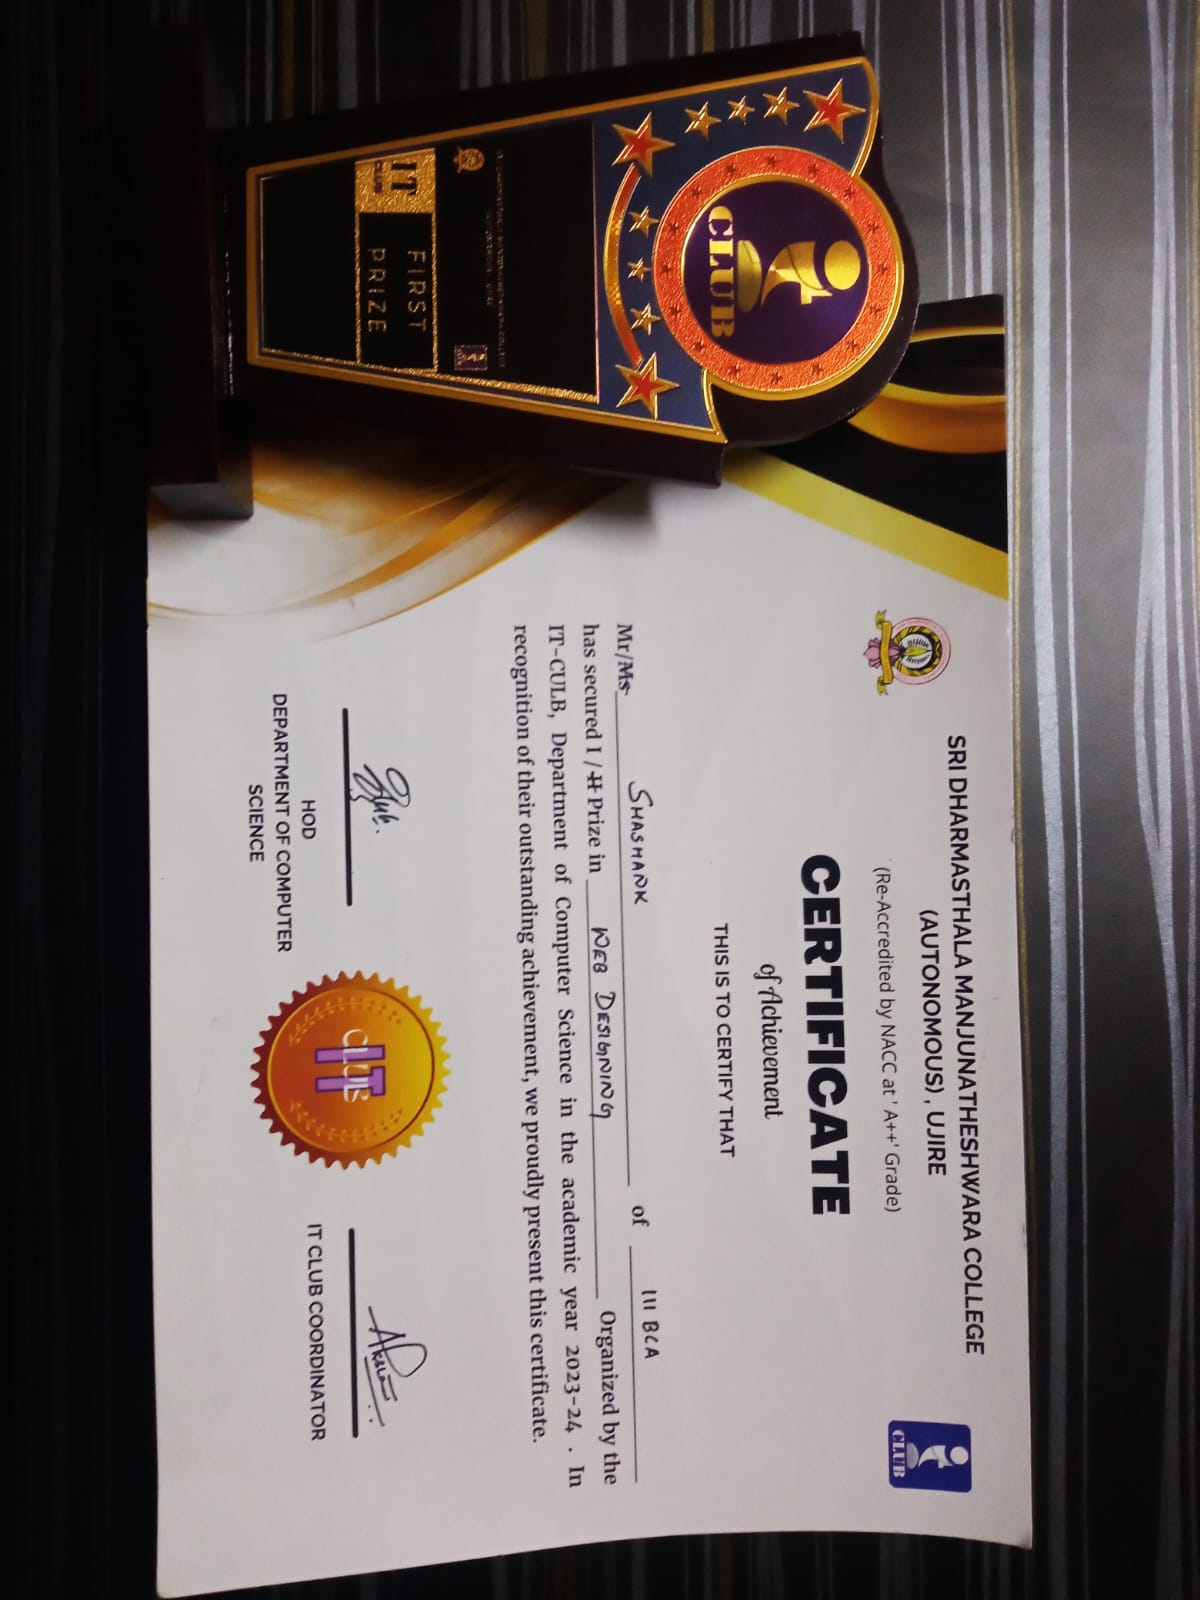 SRI DHARMASTHALA MANJUNATHESHWARA COLLEGE
(AUTONOMOUS) , UJIRE
(Re-Accredited by NACC at ' A++' Grade)
CLUB
CERTIFICATE
of Achievement
THIS IS TO CERTIFY THAT
Mr/Ms SHASHANK of III BCA
has secured I / II Prize in WEB DESIGNING Organized by the
IT-CULB, Department of Computer Science in the academic year 2023-24 . In
recognition of their outstanding achievement, we proudly present this certificate.
HOD
DEPARTMENT OF COMPUTER
SCIENCE
CLUB
IT
IT CLUB COORDINATOR
CLUB
SRI DHARMASTHALA MANJUNATHESHWARA COLLEGE
(AUTONOMOUS), UJIRE
IT
CLUB
FIRST
PRIZE